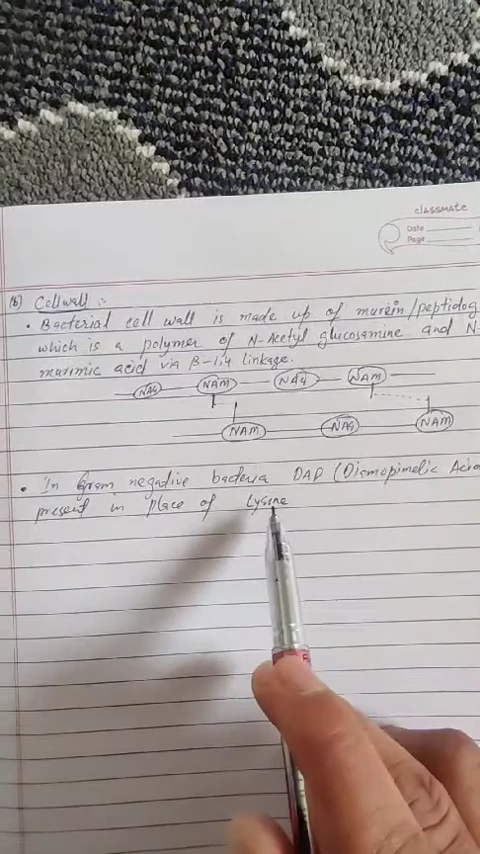 classmate
Date
Page
(b) Cellwall :-
• Bacterial cell wall is made up of murein/peptidog
which is a polymer of N-Acetyl glucosamine and N-
muramic acid via β-1,4 linkage.
NAG NAM NAG NAM
NAM NAG NAM
• In Gram negative bacteria DAP (Diamopimelic Acid
present in place of Lysine